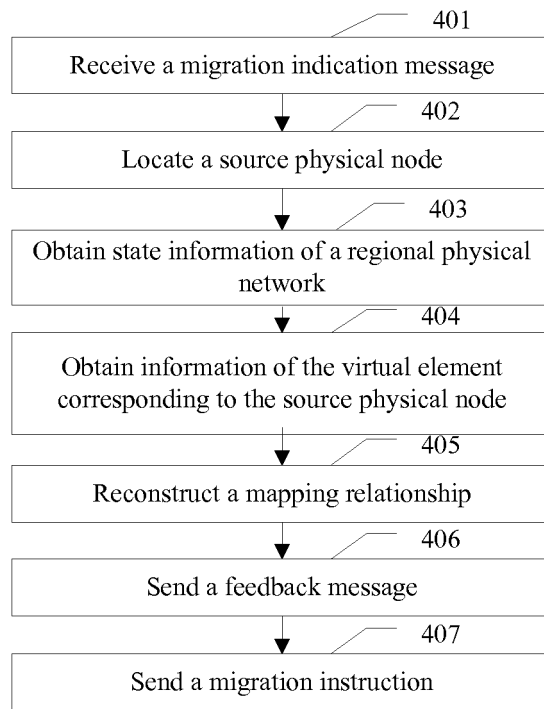 401
Receive a migration indication message
402
Locate a source physical node
403
Obtain state information of a regional physical
network
404
Obtain information of the virtual element
corresponding to the source physical node
405
Reconstruct a mapping relationship
406
Send a feedback message
407
Send a migration instruction